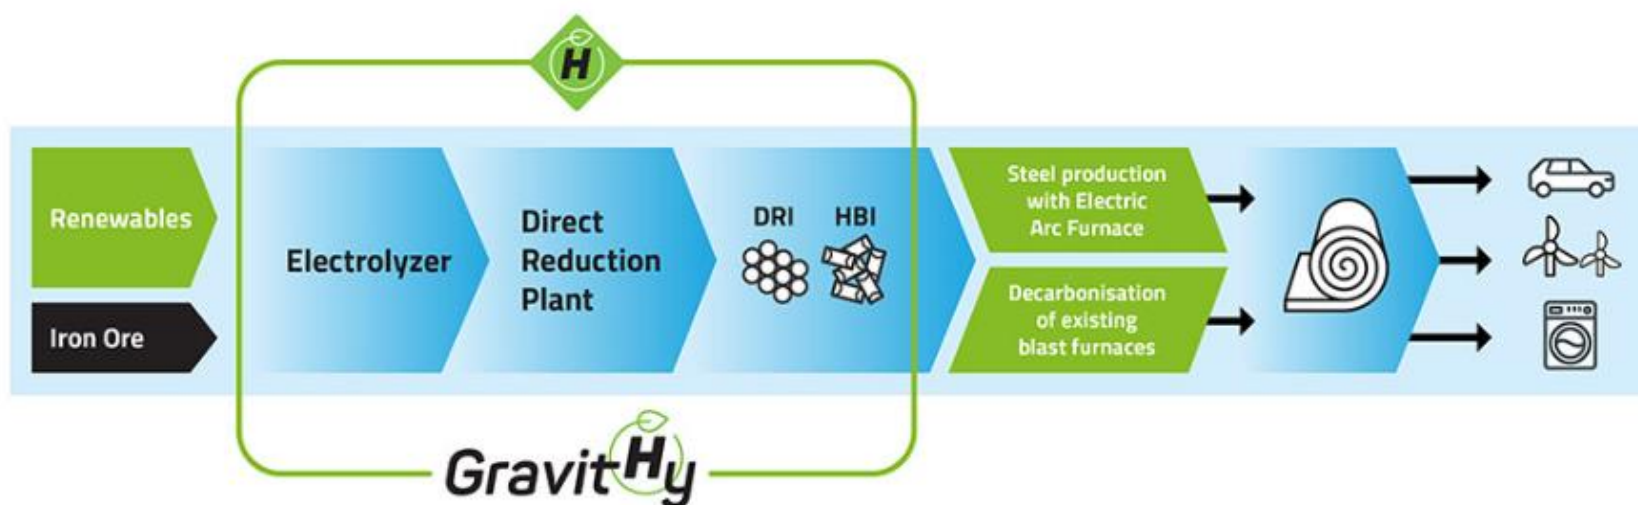 H
Renewables
Iron Ore
Electrolyzer
Direct
Reduction
Plant
DRI
HBI
Steel production
with Electric
Arc Furnace
Decarbonisation
of existing
blast furnaces
GravitHy